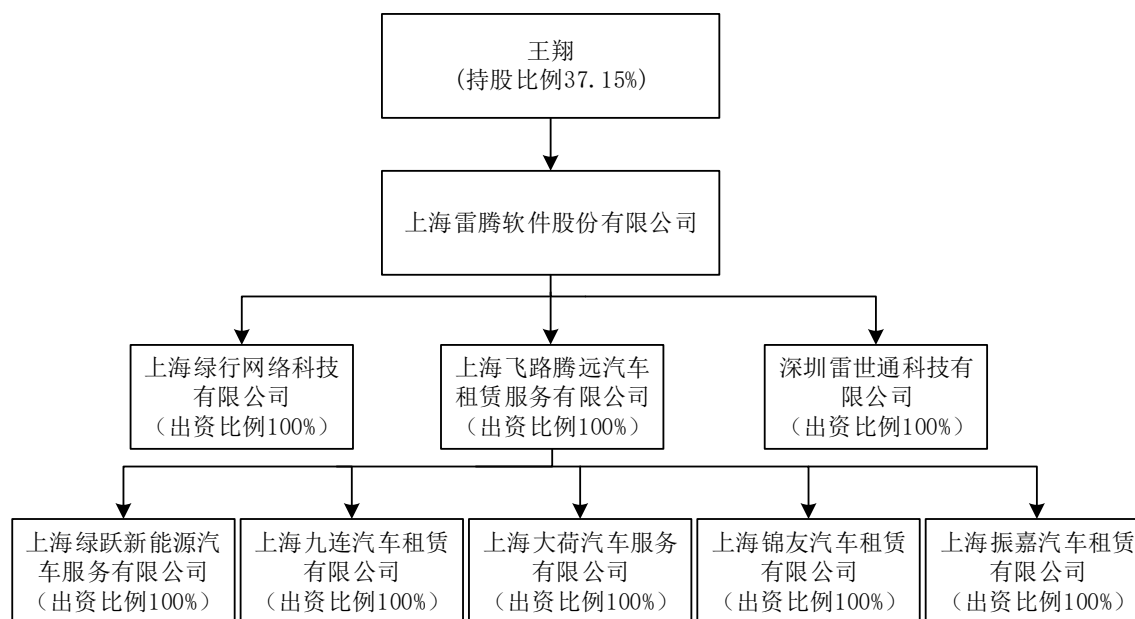 王翔
(持股比例37.15%)
上海雷腾软件股份有限公司
上海绿行网络科技
有限公司
（出资比例100%）
上海飞路腾远汽车
租赁服务有限公司
（出资比例100%）
深圳雷世通科技有
限公司
（出资比例100%）
上海绿跃新能源汽
车服务有限公司
（出资比例100%）
上海九连汽车租赁
有限公司
（出资比例100%）
上海大荷汽车服务
有限公司
（出资比例100%）
上海锦友汽车租赁
有限公司
（出资比例100%）
上海振嘉汽车租赁
有限公司
（出资比例100%）